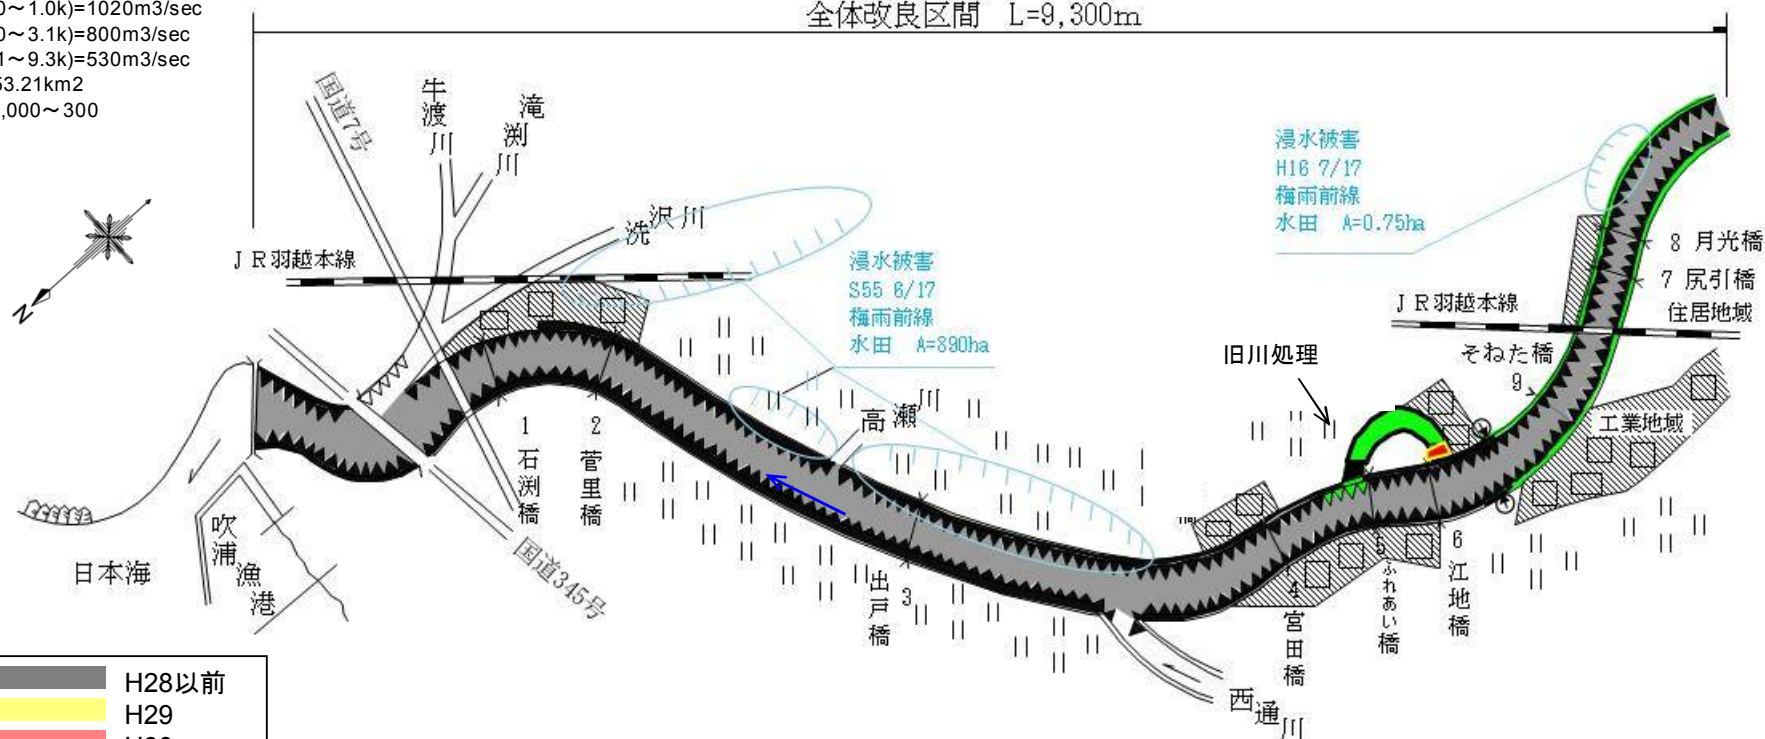 0～1.0k)=1020m3/sec
0～3.1k)=800m3/sec
1～9.3k)=530m3/sec
53.21km2
,000～300
全体改良区間 L=9,300m
国道7号
牛渡川
滝渕川
洗沢川
JR羽越本線
N
浸水被害
S55 6/17
梅雨前線
水田 A=890ha
浸水被害
H16 7/17
梅雨前線
水田 A=0.75ha
8 月光橋
7 尻引橋
住居地域
JR羽越本線
そねた橋
9
旧川処理
工業地域
高瀬川
1 石渕橋
2 菅里橋
出戸橋 3
4 宮田橋
5 ふれあい橋
6 江地橋
国道345号
吹浦漁港
日本海
西通川
H28以前
H29